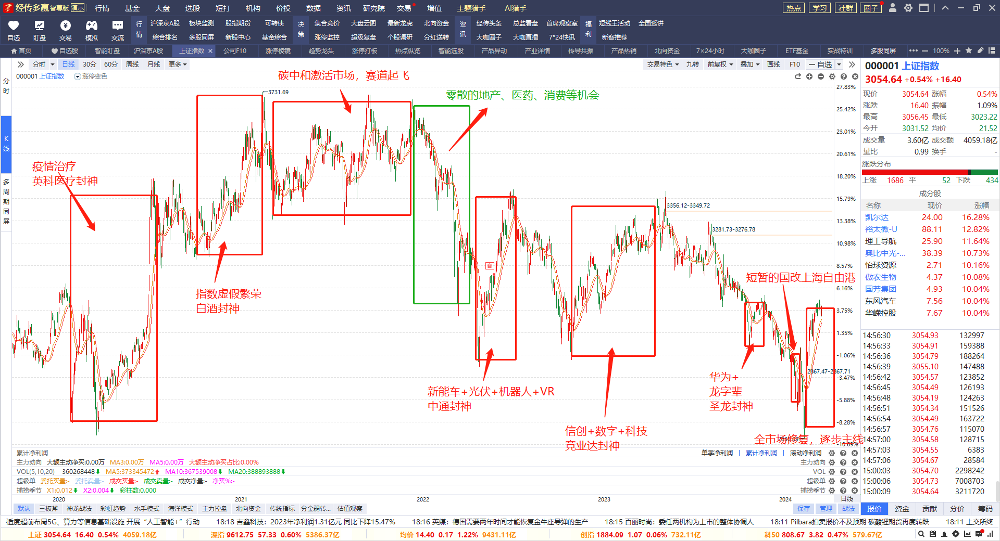 经传多赢 智尊版 演示 行情 基金 大盘 选股 短打 机构 价投 数据 资讯 研究院 交易 增值 主题猎手 AI猎手 热点 学习 社群 圈子
自选 盯盘 交易 模拟 交流
行情 沪深京A股 板块监测 股指期货 可转债 决策 集合竞价 大盘云图 最新龙虎 北向资金 资讯 经传头条 总监看盘 首席观察室 福利 短线王活动 全国巡讲
综合排名 多股同屏 新股中心 基金综合 涨停监控 超级复盘 个股调研 分红送转 大咖圈子 大咖直播 7*24快讯 新客推荐
首页 自选股 智能盯盘 沪深京A股 上证指数 公司F10 涨停棱镜 趋势龙头 涨停打板 热点纵览 智能选股 产品异动 产业详情 传导共振 产品热销 北向资金 7×24小时 大咖圈子 ETF基金 实战特训 多股同屏 100%
分时 日线 30分 60分 周线 月线 更多 交易特色 九转 前复权 叠加 画线 F10 一自选
分时
K线
多周期同屏
000001 上证指数 涨停变色
碳中和激活市场，赛道起飞
零散的地产、医药、消费等机会
←3731.69
疫情治疗
英科医疗封神
指数虚假繁荣
白酒封神
自
新能车+光伏+机器人+VR
中通封神
信创+数字+科技
竞业达封神
3356.12-3349.72
3281.73-3276.78
短暂的国改上海自由港
华为+
龙字辈
圣龙封神
2867.47-2867.71
全市场修复，逐步主线
27.83%
25.42%
23.01%
20.61%
18.20%
15.79%
13.38%
10.98%
8.57%
6.16%
3.75%
1.35%
-1.06%
-3.47%
-5.88%
-8.28%
-10.69%
累计净利润 单季净利润 | 累计净利润 | 滚动净利润
主力动向 大额主动净买:0.00万 MA3:0.00万 MA5:0.00万 大额主动净买占比:0.00% 主力动向
VOL(5,10,20) 360268448 MA5:373345472 MA10:367539008 MA20:388893888 VOL
超级单 委托买量:- 委托卖量:- 成交买量:- 成交卖量:- 成交净量:- 净买%:- 超级单
捕捞季节 X1:0.012 X2:0.004 彩柱数:0.000 捕捞季节
2020 2021 2022 2023 2024 日线
默认 三板斧 神龙战法 彩虹趋势 水手模式 海洋模式 主力控盘 北向资金 传统指标 分金弱转... 估值观察 保存 管理 战法
000001 上证指数
3054.64 +0.54% +16.40
现价 3054.64 涨幅 0.54%
涨跌 16.40 振幅 1.09%
最高 3056.45 最低 3023.22
今开 3031.52 均价 21.52
成交量 3.60亿 成交额 4059.18亿
量比 0.99 换手 -
涨跌分布
上涨 1686 平 52 下跌 434
成分股
名称 现价 涨幅
凯尔达 24.00 16.28%
裕太微-U 88.11 12.82%
理工导航 25.90 11.64%
奥比中光-... 38.39 10.73%
怡球资源 2.71 10.16%
傲农生物 4.37 10.08%
国芳集团 4.93 10.04%
东风汽车 7.56 10.04%
华嵘控股 7.67 10.04%
14:56:30 3054.93 132997
14:56:33 3054.91 159388
14:56:36 3054.79 188264
14:56:39 3055.10 147488
14:56:42 3054.57 123852
14:56:45 3054.49 126193
14:56:48 3054.19 124263
14:56:51 3054.34 151526
14:56:54 3054.49 163722
14:56:57 3054.76 115070
14:57:00 3054.58 128715
14:57:03 3054.55 6383
14:57:06 3054.67 28584
15:00:03 3054.70 2298242
15:00:06 3054.73 7008703
15:00:09 3054.64 3211720
报价 资金 贡献 分价 筹码
适度超前布局5G、算力等信息基础设施 开展“人工智能+”行动 18:18 吉鑫科技：2023年净利润1.31亿元 同比下降15.47% 18:16 英媒：德国需要两年时间才能恢复金牛座导弹的生产 18:15 百丽时尚：委任两机构为上市的整体协调人 18:11 Pilbara拍卖报价不及预期 碳酸锂期货再度转跌 18:11 上交所终
上证 3054.64 16.40 0.54% 4059.18亿 深指 9612.75 57.33 0.60% 5386.37亿 均价 14.40 0.17 1.22% 9431.11亿 创指 1884.09 1.07 0.06% 732.11亿 科50 808.67 3.82 0.47% 579.67亿